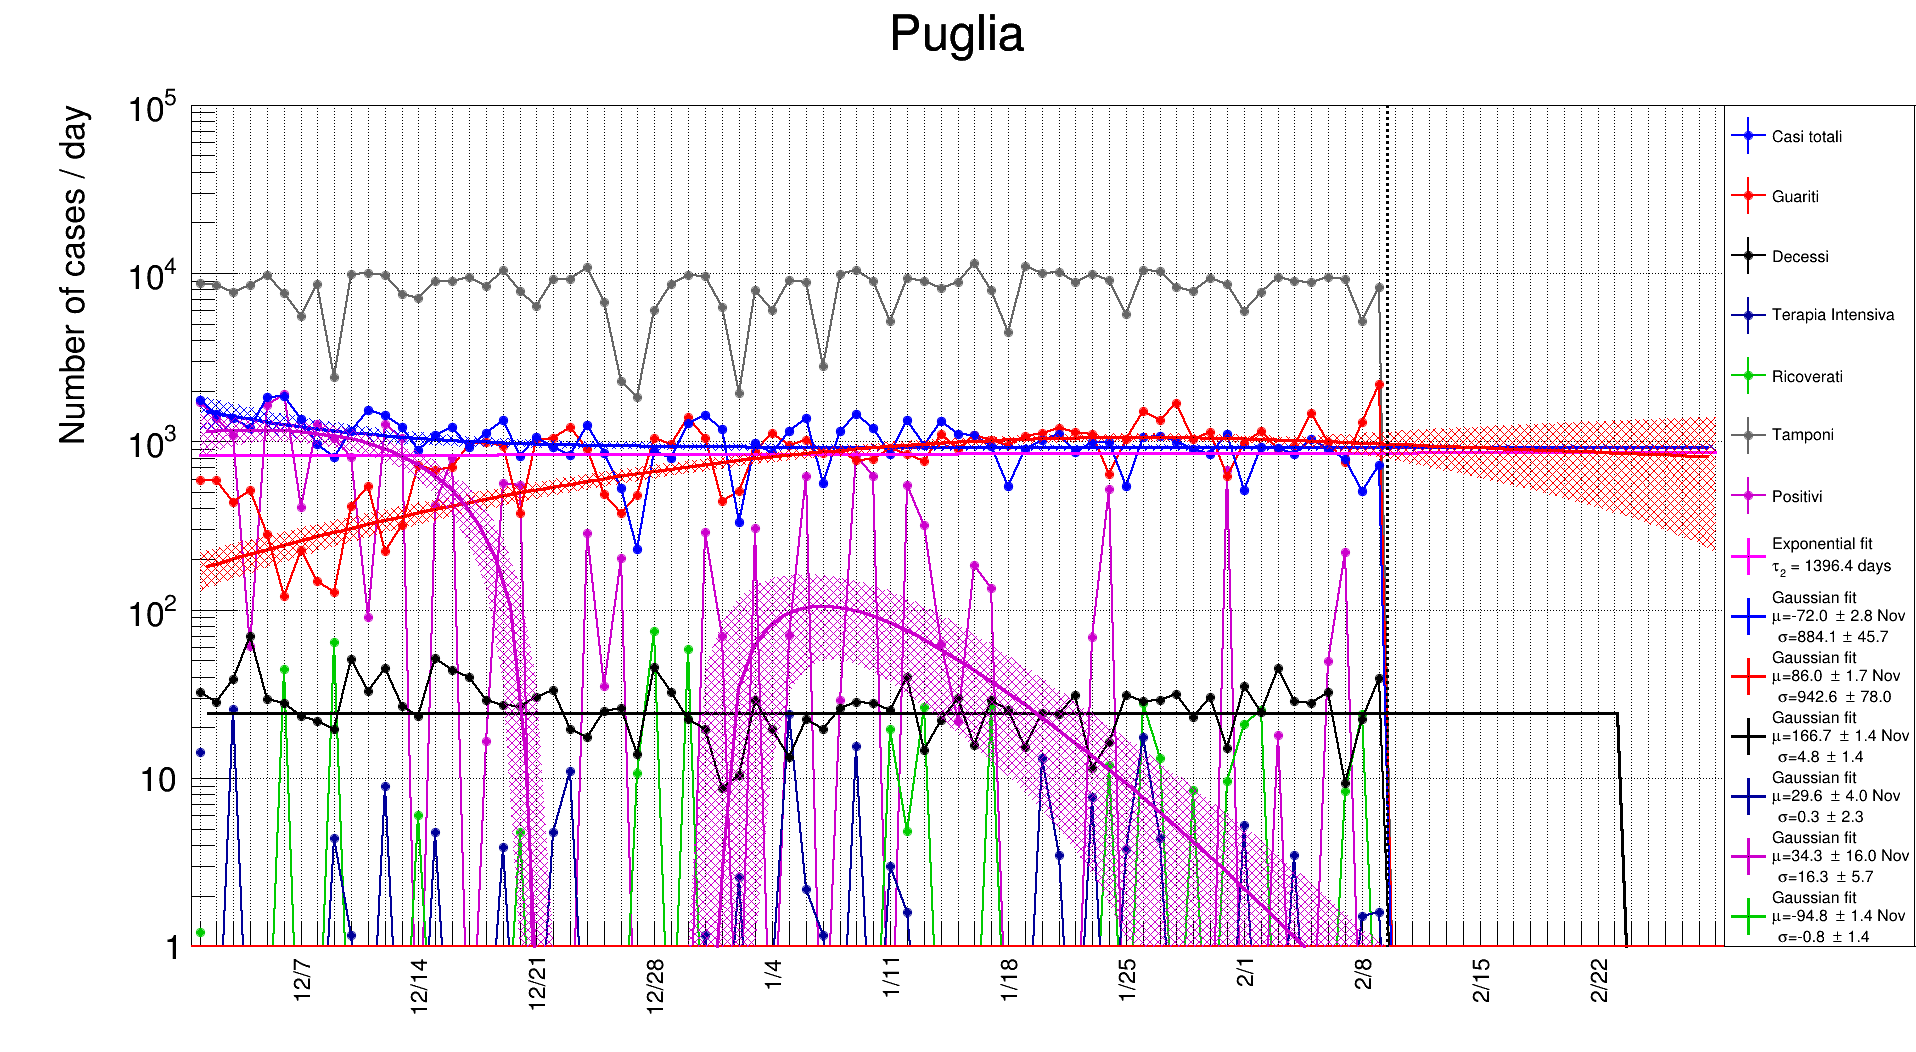 Puglia
Number of cases / day
10^5
10^4
10^3
10^2
10
1
12/7
12/14
12/21
12/28
1/4
1/11
1/18
1/25
2/1
2/8
2/15
2/22
Casi totali
Guariti
Decessi
Terapia Intensiva
Ricoverati
Tamponi
Positivi
Exponential fit
τ_2 = 1396.4 days
Gaussian fit
μ=-72.0 ± 2.8 Nov
σ=884.1 ± 45.7
Gaussian fit
μ=86.0 ± 1.7 Nov
σ=942.6 ± 78.0
Gaussian fit
μ=166.7 ± 1.4 Nov
σ=4.8 ± 1.4
Gaussian fit
μ=29.6 ± 4.0 Nov
σ=0.3 ± 2.3
Gaussian fit
μ=34.3 ± 16.0 Nov
σ=16.3 ± 5.7
Gaussian fit
μ=-94.8 ± 1.4 Nov
σ=-0.8 ± 1.4